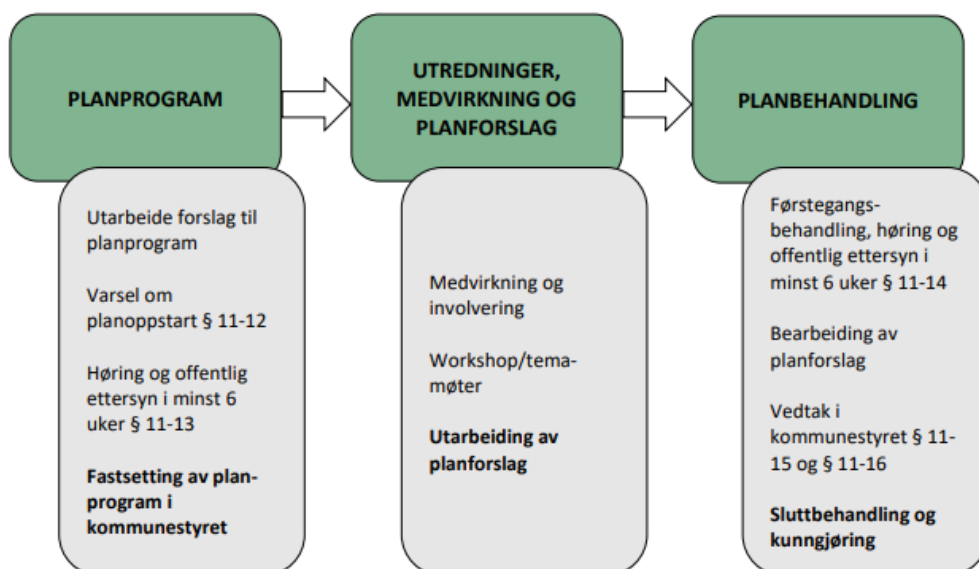 PLANPROGRAM
Utarbeide forslag til
planprogram
Varsel om
planoppstart § 11-12
Høring og offentlig
ettersyn i minst 6
uker § 11-13
Fastsetting av plan-
program i
kommunestyret
UTREDNINGER,
MEDVIRKNING OG
PLANFORSLAG
Medvirkning og
involvering
Workshop/tema-
møter
Utarbeiding av
planforslag
PLANBEHANDLING
Førstegangs-
behandling, høring og
offentlig ettersyn i
minst 6 uker § 11-14
Bearbeiding av
planforslag
Vedtak i
kommunestyret § 11-
15 og § 11-16
Sluttbehandling og
kunngjøring